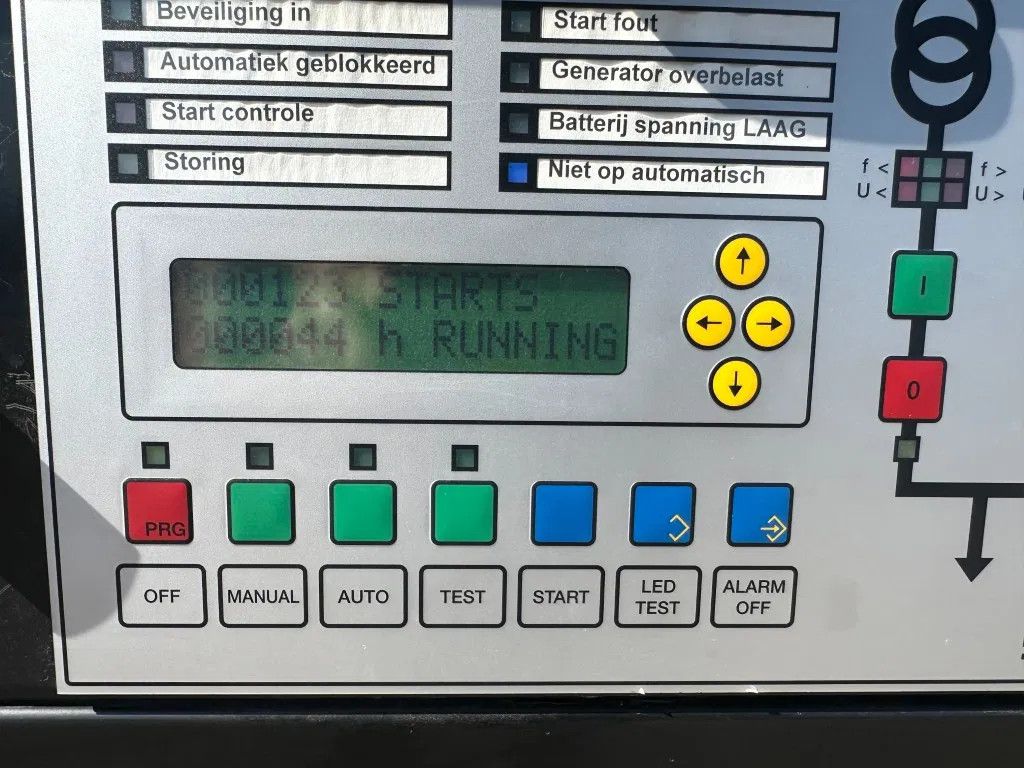 Beveiliging in
Automatiek geblokkeerd
Start controle
Storing
Start fout
Generator overbelast
Batterij spanning LAAG
Niet op automatisch
f < f >
U < U >
000123 STARTS
000044 h RUNNING
I
0
PRG
OFF
MANUAL
AUTO
TEST
START
LED
TEST
ALARM
OFF